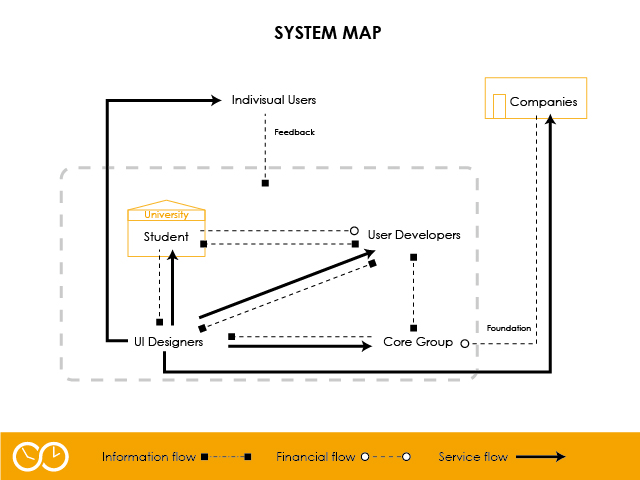 SYSTEM MAP
Indivisual Users
Companies
Feedback
University
Student
User Developers
Foundation
UI Designers
Core Group
Information flow
Financial flow
Service flow